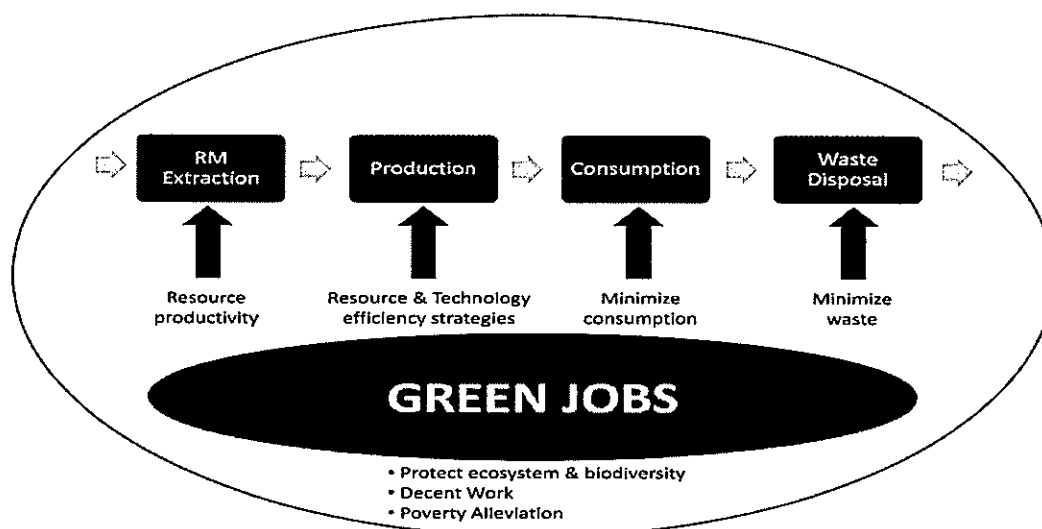 RM
Extraction
Production
Consumption
Waste
Disposal
Resource
productivity
Resource & Technology
efficiency strategies
Minimize
consumption
Minimize
waste
GREEN JOBS
• Protect ecosystem & biodiversity
• Decent Work
• Poverty Alleviation